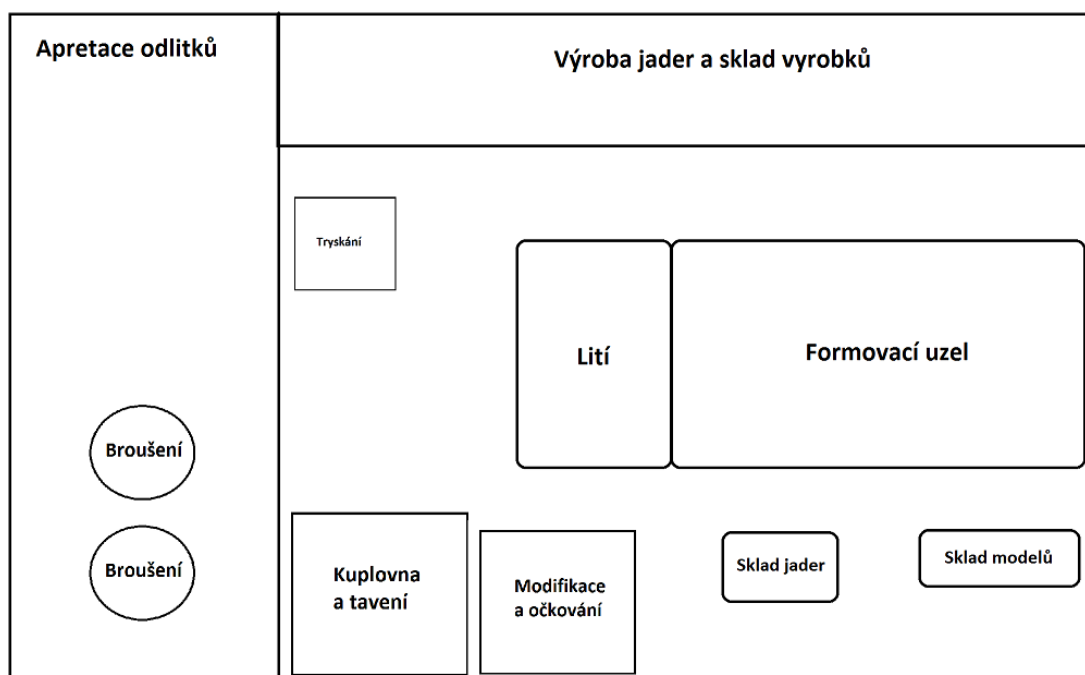 Apretace odlitků
Výroba jader a sklad vyrobků
Tryskání
Lití
Formovací uzel
Broušení
Broušení
Kuplovna
a tavení
Modifikace
a očkování
Sklad jader
Sklad modelů